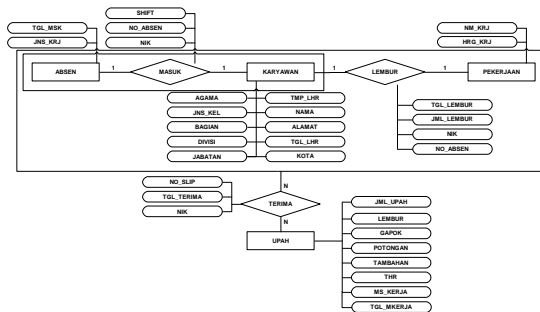 SHIFT
TGL_MSK
NO_ABSEN
NM_KRJ
JNS_KRJ
NIK
HRG_KRJ
ABSEN
1
MASUK
1
KARYAWAN
1
LEMBUR
1
PEKERJAAN
AGAMA
TMP_LHR
JNS_KEL
NAMA
BAGIAN
ALAMAT
DIVISI
TGL_LHR
JABATAN
KOTA
TGL_LEMBUR
JML_LEMBUR
NIK
NO_ABSEN
NO_SLIP
N
TGL_TERIMA
TERIMA
NIK
N
UPAH
JML_UPAH
LEMBUR
GAPOK
POTONGAN
TAMBAHAN
THR
MS_KERJA
TGL_MKERJA